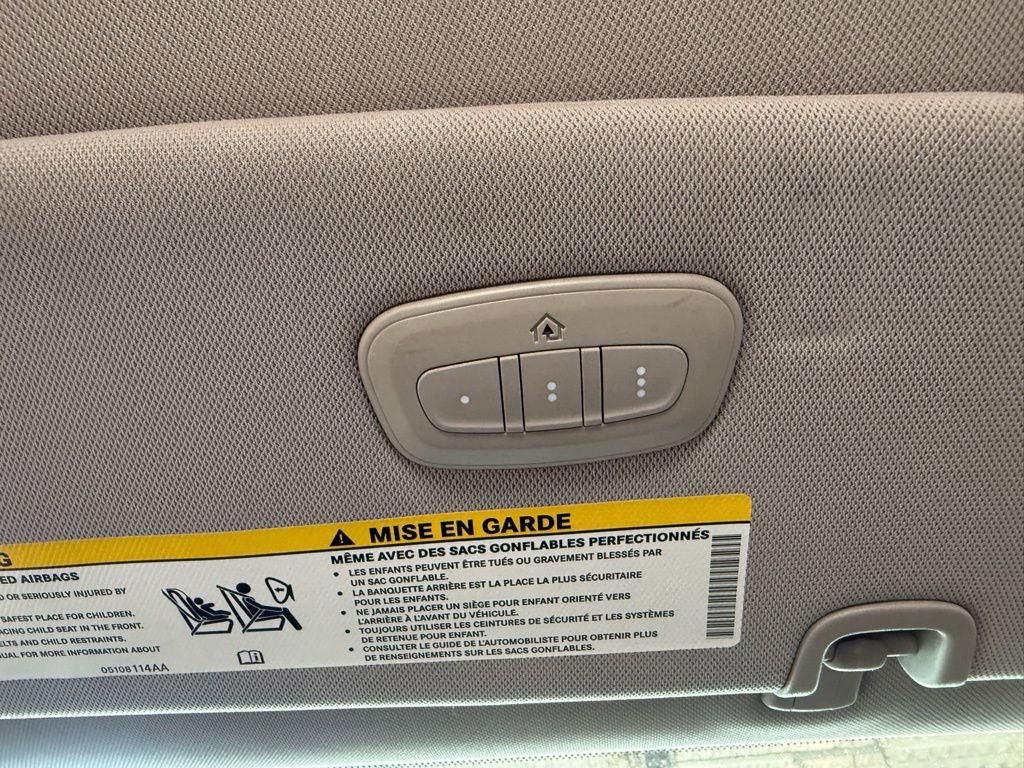 G
ED AIRBAGS
D OR SERIOUSLY INJURED BY
SAFEST PLACE FOR CHILDREN.
ACING CHILD SEAT IN THE FRONT.
ELTS AND CHILD RESTRAINTS.
UAL FOR MORE INFORMATION ABOUT
05108114AA
MISE EN GARDE
MÊME AVEC DES SACS GONFLABLES PERFECTIONNÉS
• LES ENFANTS PEUVENT ÊTRE TUÉS OU GRAVEMENT BLESSÉS PAR
UN SAC GONFLABLE.
• LA BANQUETTE ARRIÈRE EST LA PLACE LA PLUS SÉCURITAIRE
POUR LES ENFANTS.
• NE JAMAIS PLACER UN SIÈGE POUR ENFANT ORIENTÉ VERS
L'ARRIÈRE À L'AVANT DU VÉHICULE.
• TOUJOURS UTILISER LES CEINTURES DE SÉCURITÉ ET LES SYSTÈMES
DE RETENUE POUR ENFANT.
• CONSULTER LE GUIDE DE L'AUTOMOBILISTE POUR OBTENIR PLUS
DE RENSEIGNEMENTS SUR LES SACS GONFLABLES.